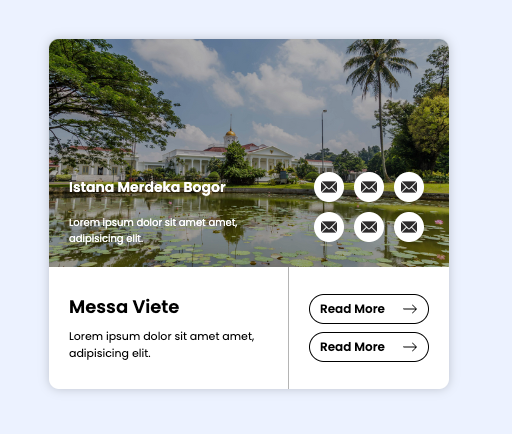 Istana Merdeka Bogor
Lorem ipsum dolor sit amet amet,
adipisicing elit.
Messa Viete
Lorem ipsum dolor sit amet amet,
adipisicing elit.
Read More
Read More